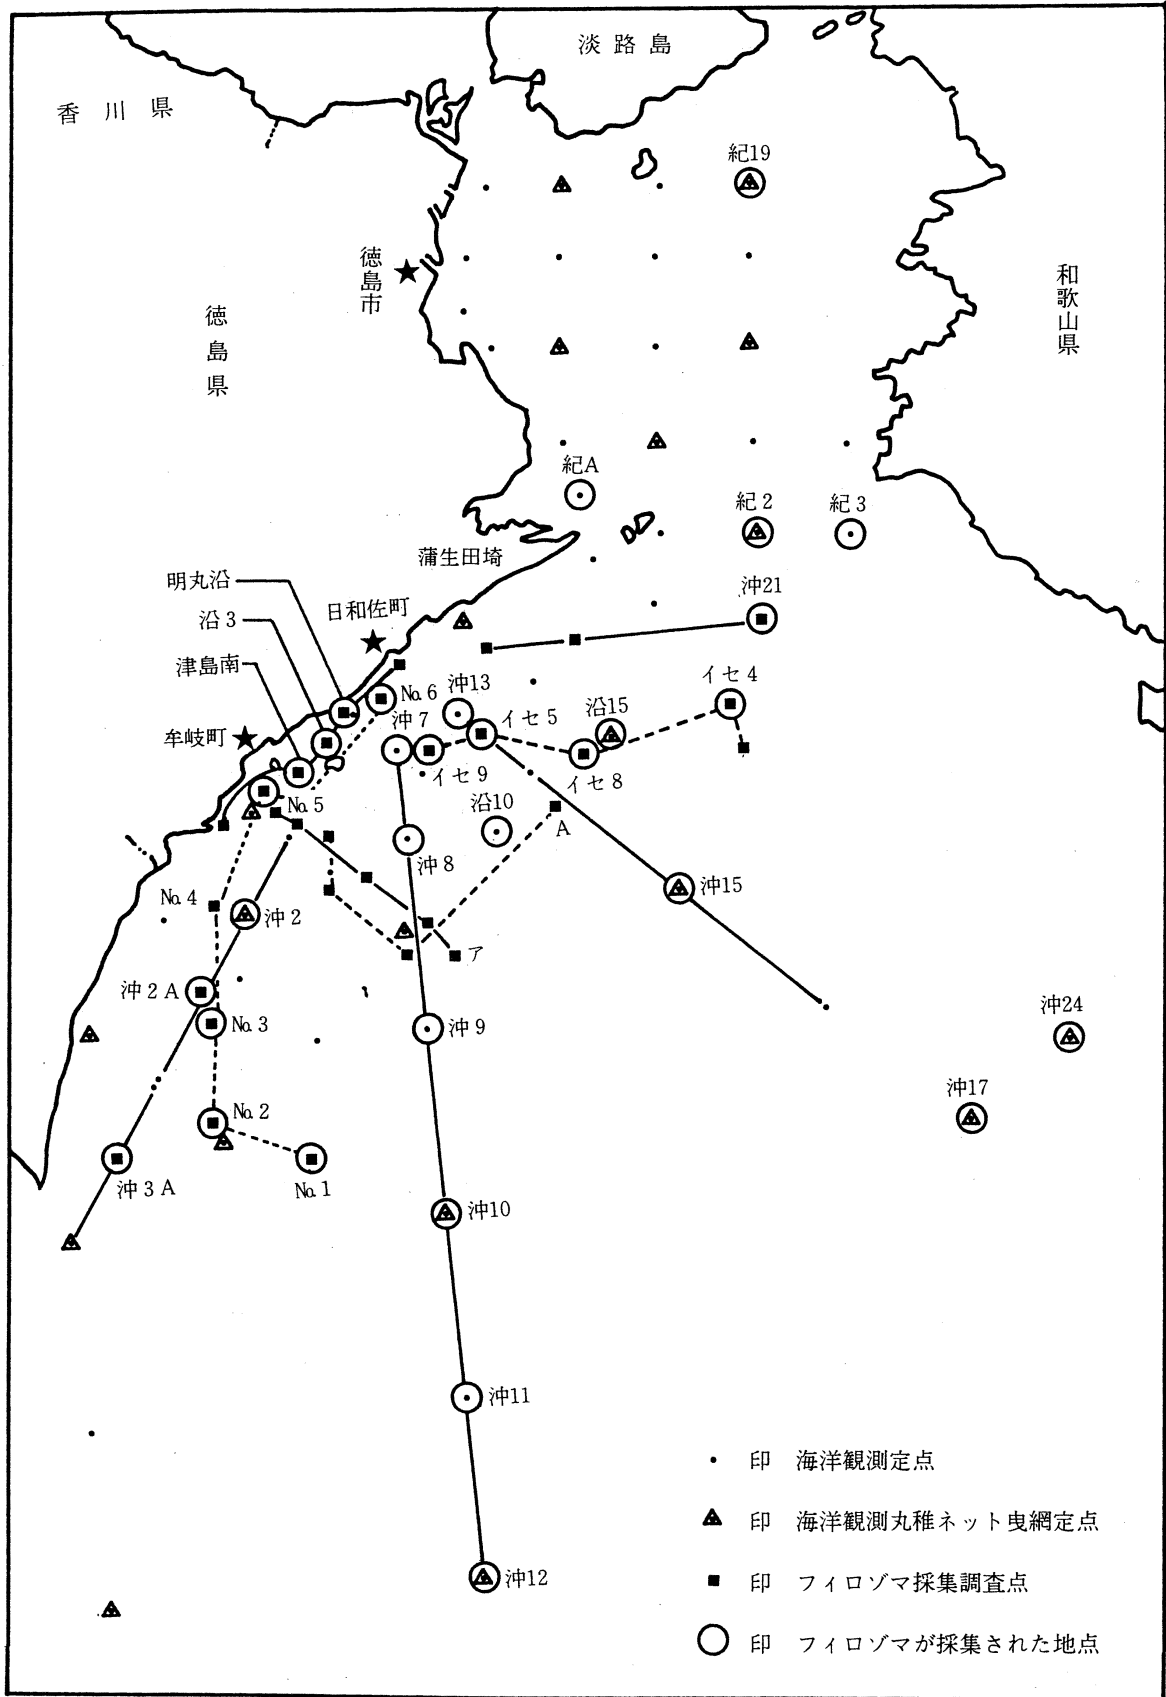 淡路島
香川県
紀19
徳島市
和歌山県
徳島県
紀A
紀2
紀3
蒲生田埼
明丸沿
日和佐町
沖21
沿3
津島南
イセ4
No.6
沖13
沖7
イセ5
沿15
牟岐町
イセ9
イセ8
No.5
沿10
A
沖8
沖15
No.4
沖2
ア
沖2A
沖24
No.3
沖9
沖17
No.2
沖3A
No.1
沖10
沖11
・ 印 海洋観測定点
▲ 印 海洋観測丸稚ネット曳網定点
■ 印 フィロゾマ採集調査点
沖12
○ 印 フィロゾマが採集された地点